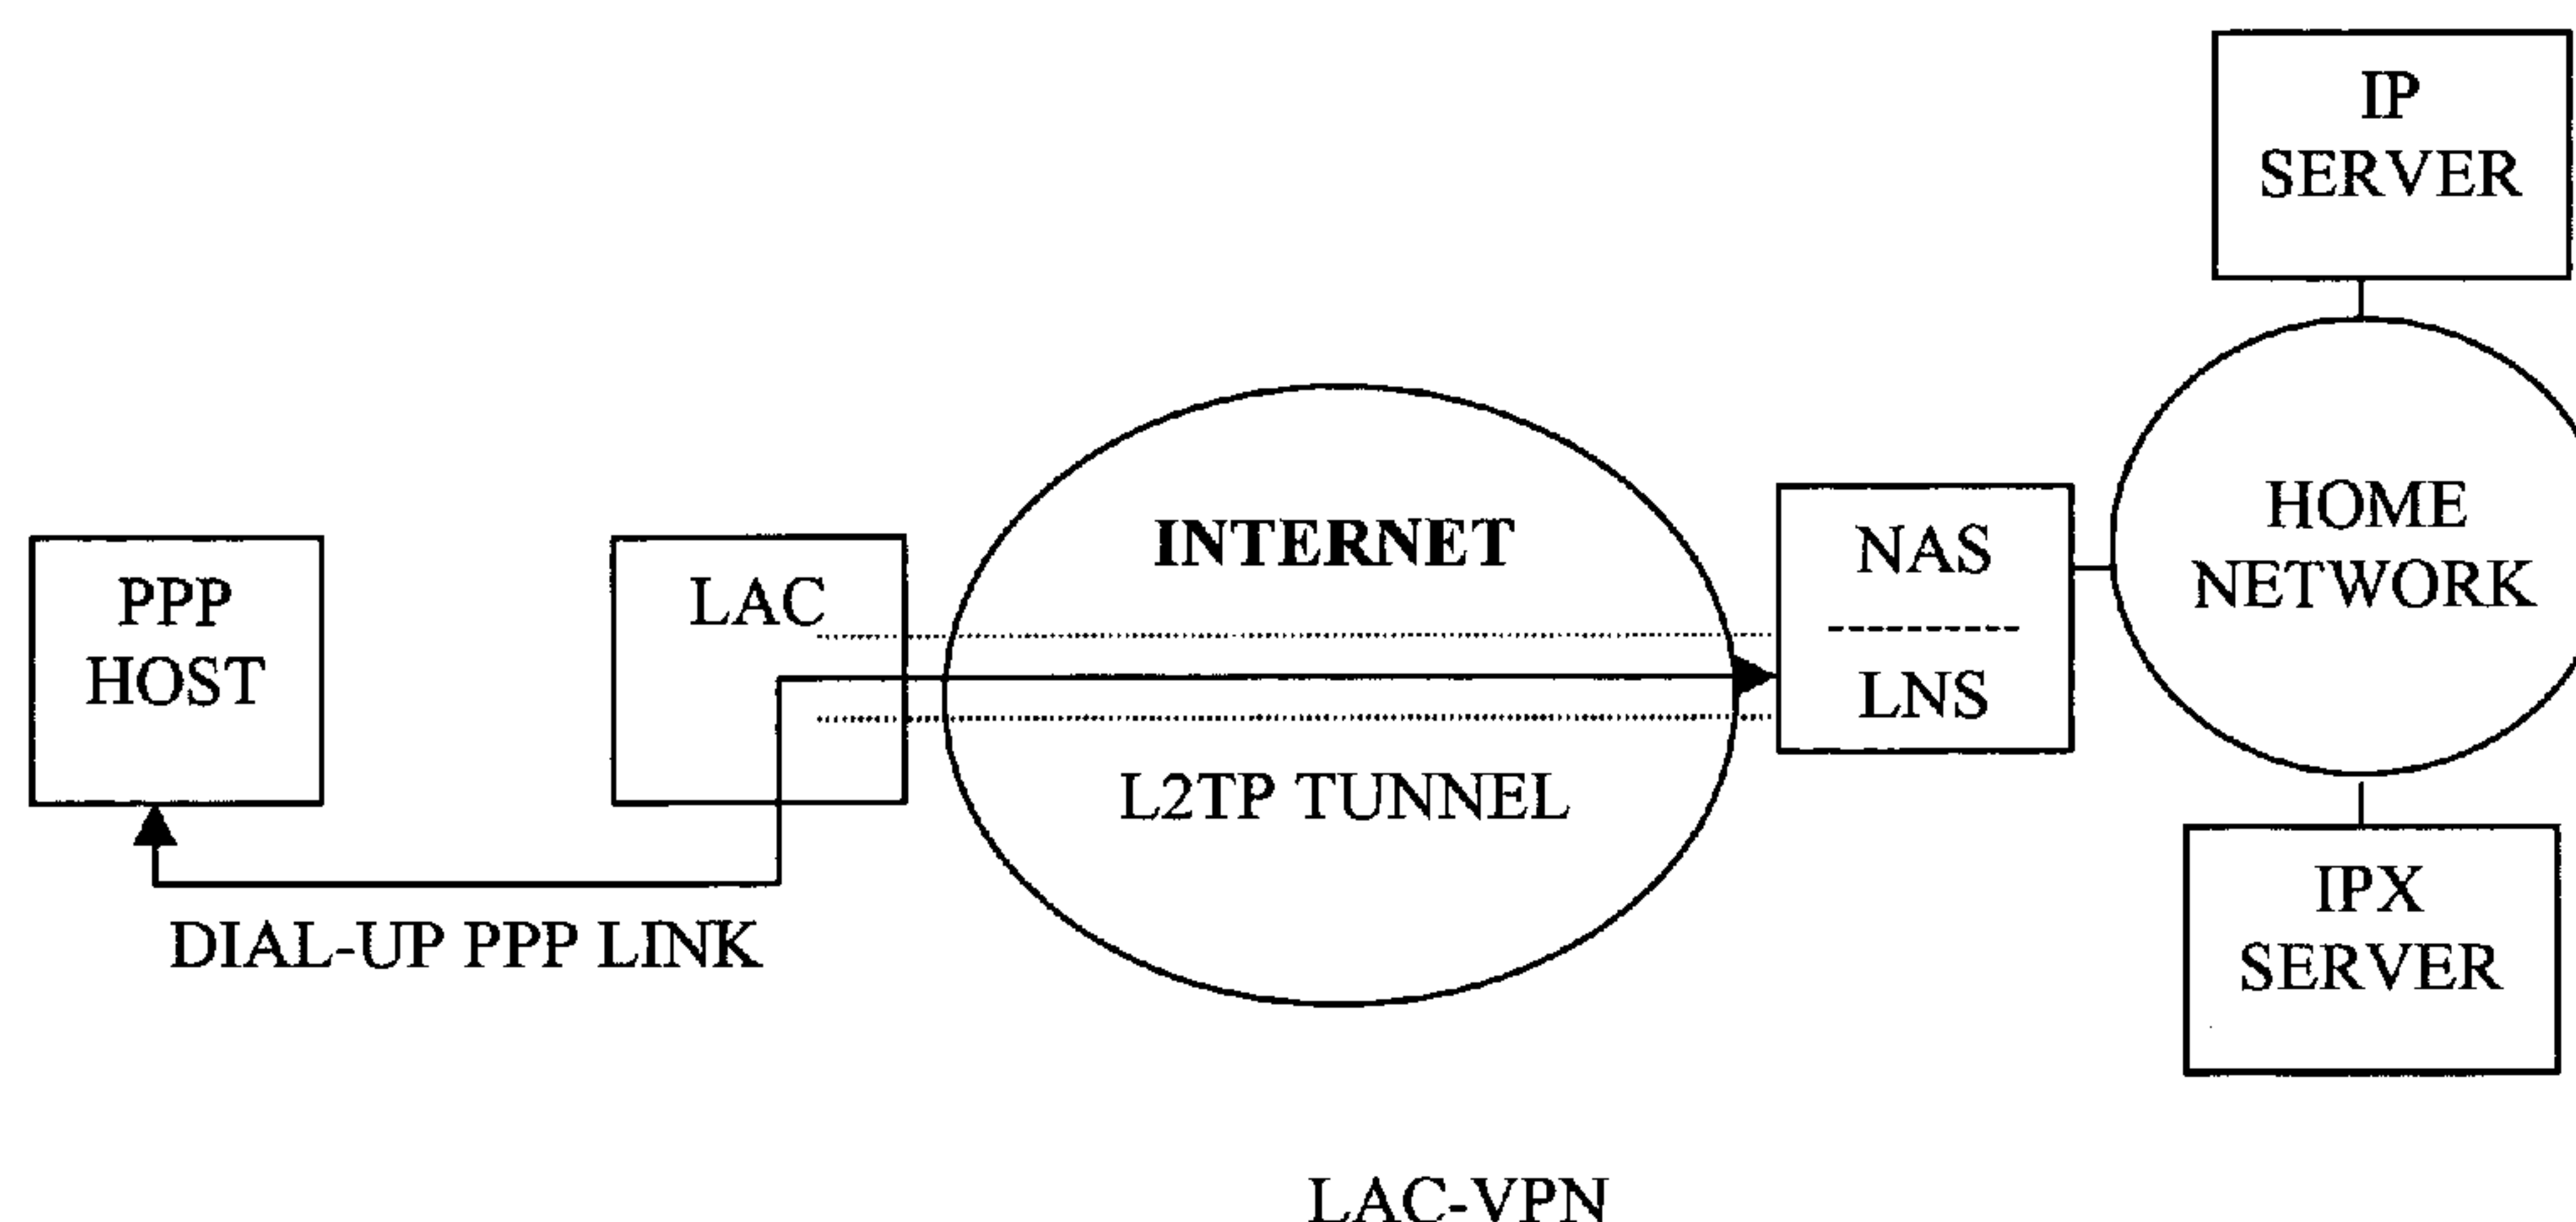 IP
SERVER
INTERNET
NAS
LNS
HOME
NETWORK
PPP
HOST
LAC
L2TP TUNNEL
IPX
SERVER
DIAL-UP PPP LINK
LAC-VPN